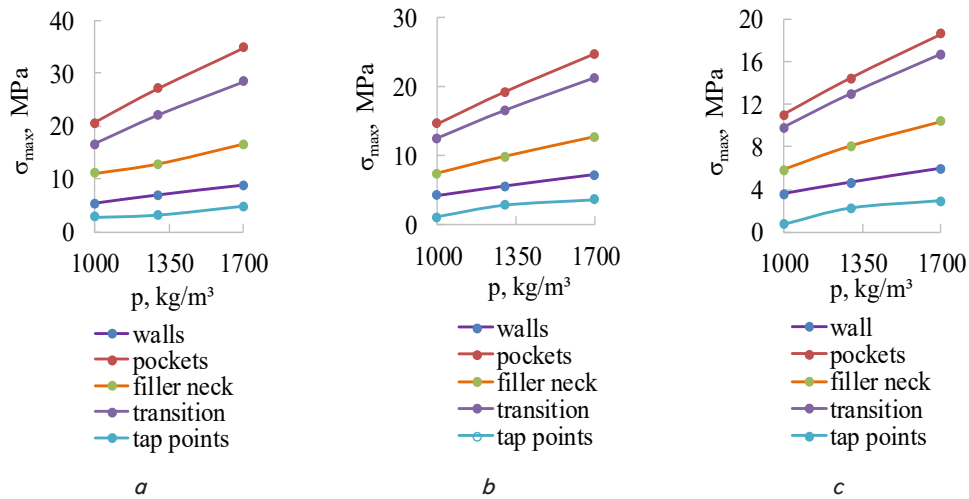 40
30
20
10
0
σmax, MPa
1000 1350 1700
p, kg/m³
walls
pockets
filler neck
transition
tap points
a
30
20
10
0
σmax, MPa
1000 1350 1700
p, kg/m³
walls
pockets
filler neck
transition
tap points
b
20
16
12
8
4
0
σmax, MPa
1000 1350 1700
p, kg/m³
wall
pockets
filler neck
transition
tap points
c